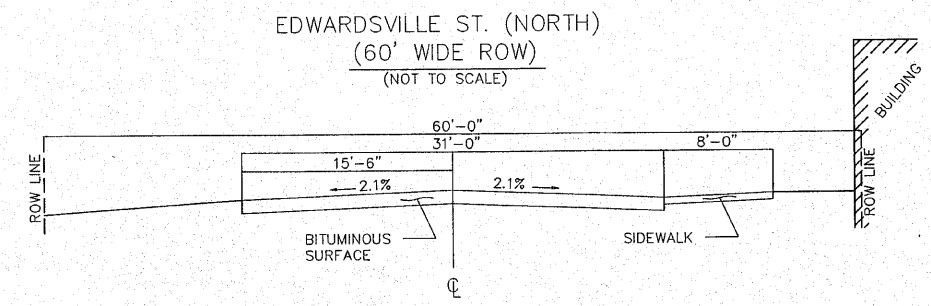 EDWARDSVILLE ST. (NORTH)
(60' WIDE ROW)
(NOT TO SCALE)
BUILDING
60'-0"
31'-0"
8'-0"
15'-6"
ROW LINE
2.1%
2.1%
ROW LINE
BITUMINOUS
SURFACE
SIDEWALK
℄